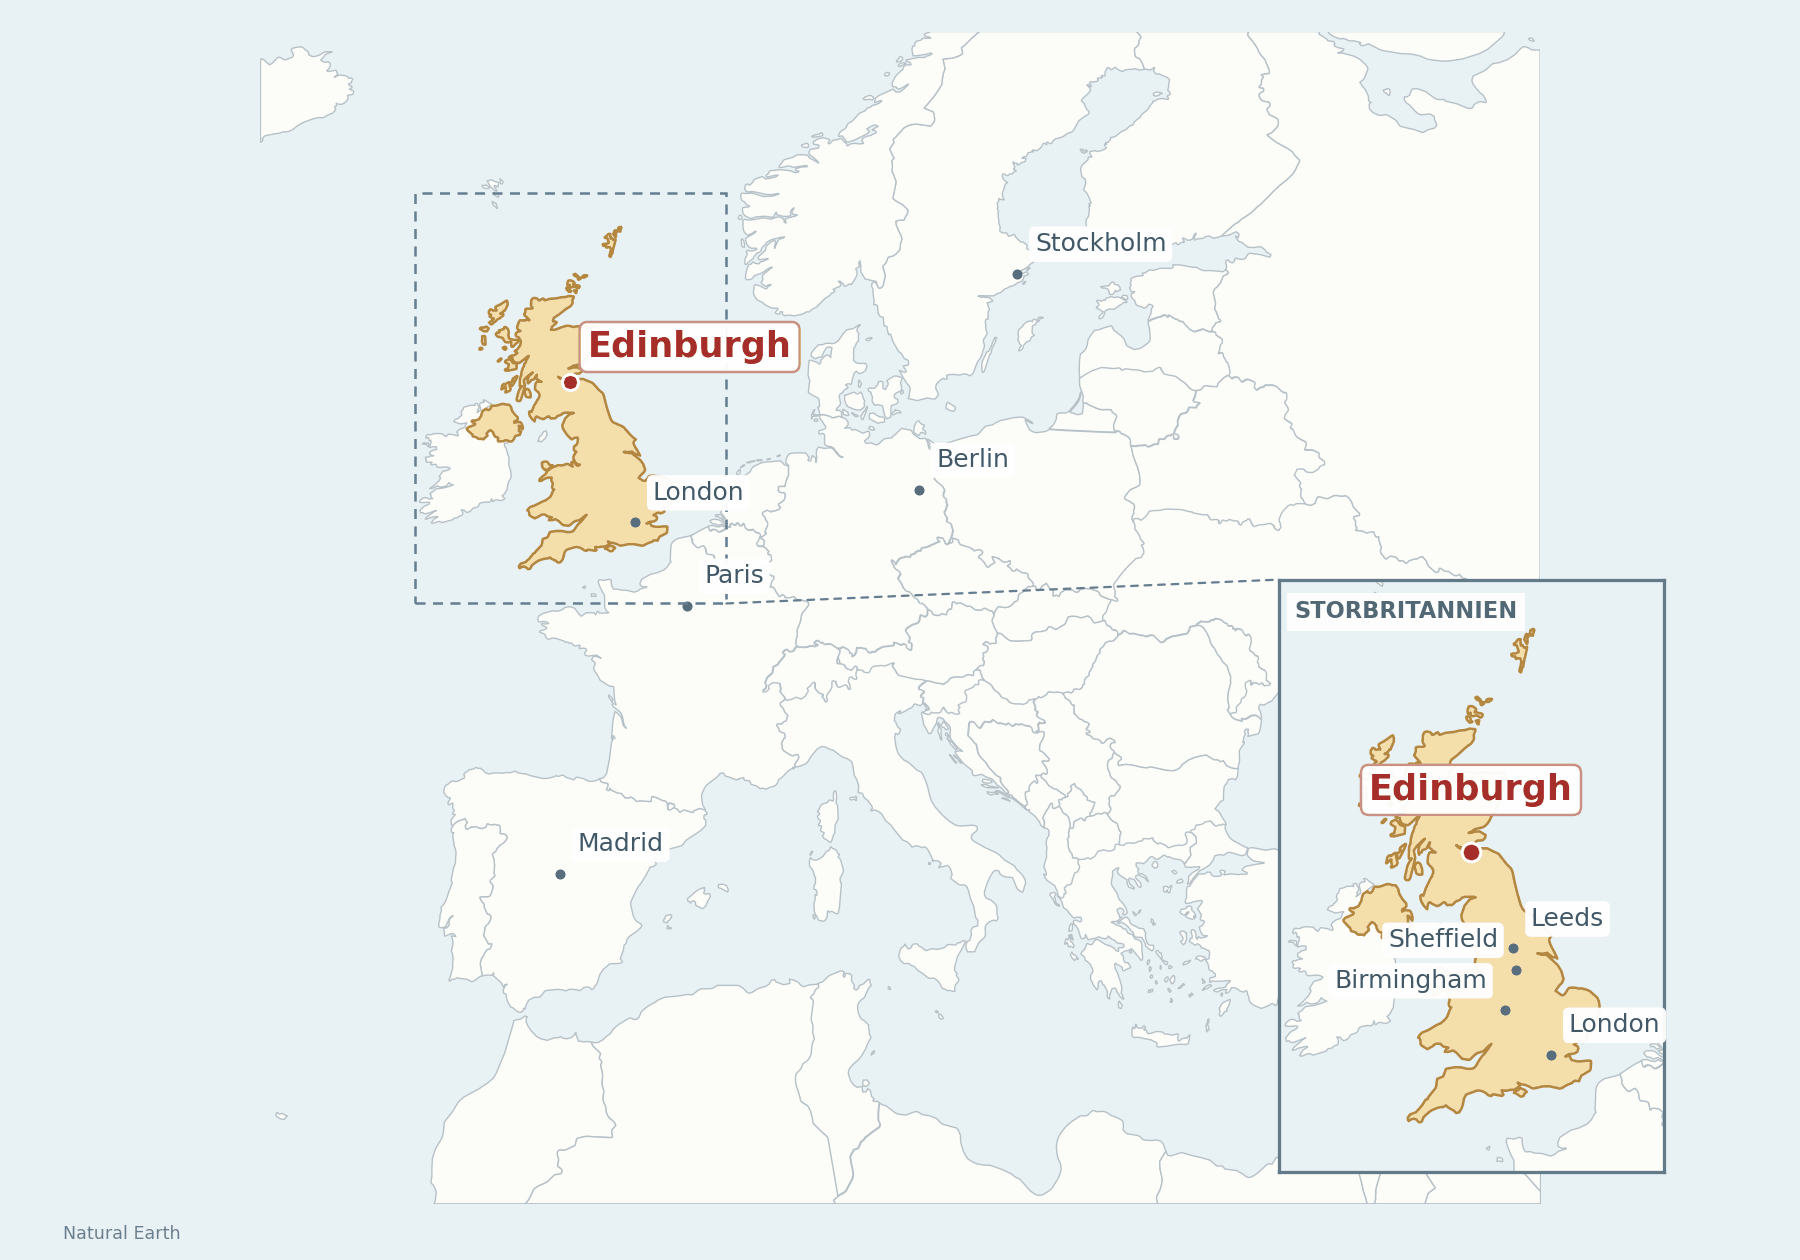 Stockholm
Edinburgh
Berlin
London
Paris
STORBRITANNIEN
Edinburgh
Madrid
Leeds
Sheffield
Birmingham
London
Natural Earth